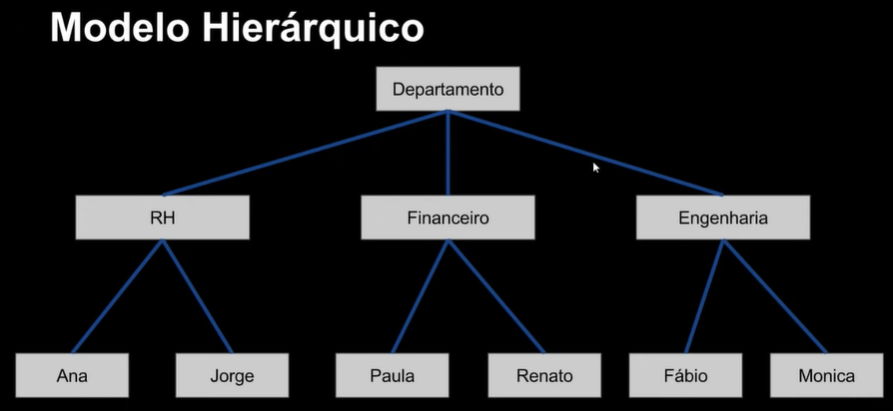 Modelo Hierárquico
Departamento
RH
Financeiro
Engenharia
Ana
Jorge
Paula
Renato
Fábio
Monica